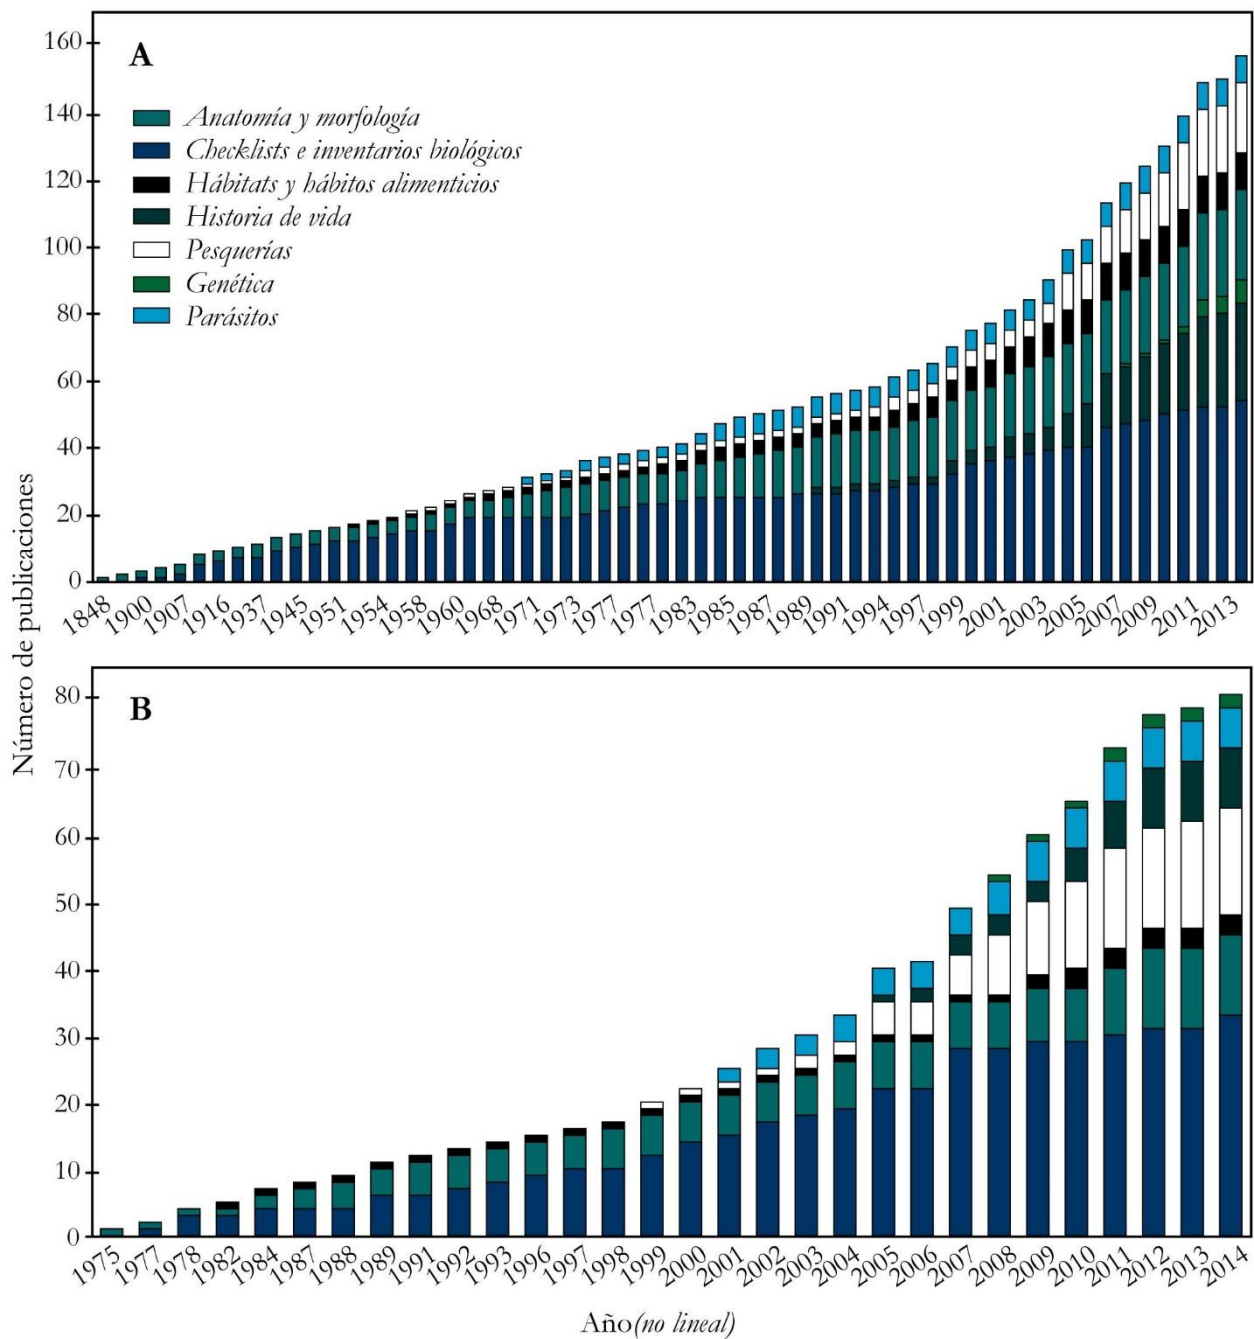 A
160
140
120
100
80
60
40
20
0
Anatomía y morfología
Checklists e inventarios biológicos
Hábitats y hábitos alimenticios
Historia de vida
Pesquerías
Genética
Parásitos
1848 1900 1907 1916 1937 1945 1951 1954 1958 1960 1968 1971 1973 1977 1977 1983 1985 1987 1989 1991 1994 1997 1999 2001 2003 2005 2007 2009 2011 2013
Número de publicaciones
B
80
70
60
50
40
30
20
10
0
1975 1977 1978 1982 1984 1987 1988 1989 1991 1992 1993 1996 1997 1998 1999 2000 2001 2002 2003 2004 2005 2006 2007 2008 2009 2010 2011 2012 2013 2014
Año(no lineal)